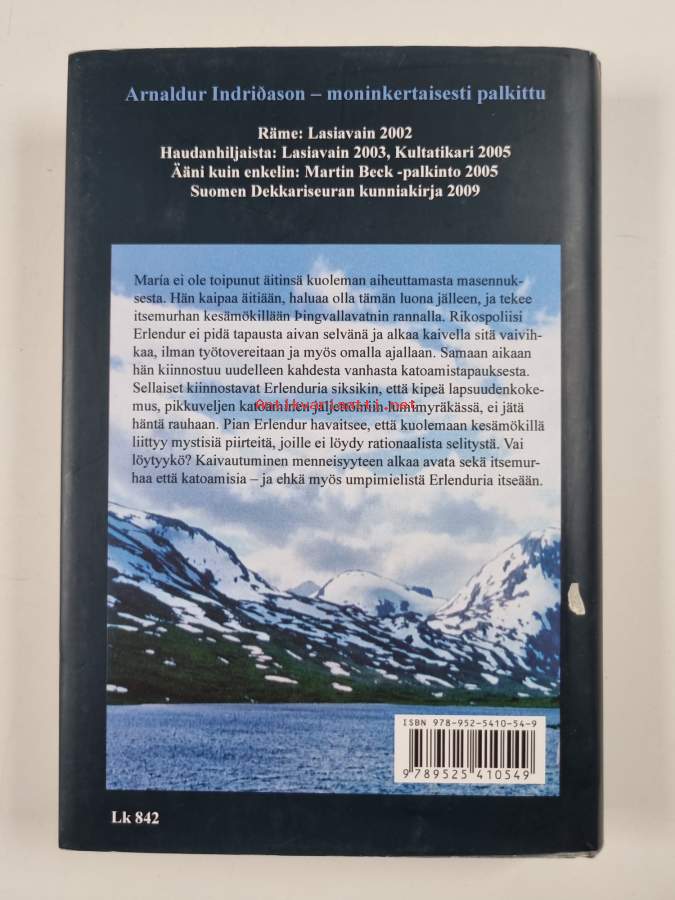 Arnaldur Indriðason – moninkertaisesti palkittu
Räme: Lasiavain 2002
Haudanhiljaista: Lasiavain 2003, Kultatikari 2005
Ääni kuin enkelin: Martin Beck -palkinto 2005
Suomen Dekkariseuran kunniakirja 2009
María ei ole toipunut äitinsä kuoleman aiheuttamasta masennuk-
sesta. Hän kaipaa äitiään, haluaa olla tämän luona jälleen, ja tekee
itsemurhan kesämökillään Þingvallavatnin rannalla. Rikospoliisi
Erlendur ei pidä tapausta aivan selvänä ja alkaa kaivella sitä vaivih-
kaa, ilman työtovereitaan ja myös omalla ajallaan. Samaan aikaan
hän kiinnostuu uudelleen kahdesta vanhasta katoamistapauksesta.
Sellaiset kiinnostavat Erlenduria siksikin, että kipeä lapsuudenkoke-
mus, pikkuveljen katoaminen jäljettömiin lumimyräkässä, ei jätä
Antikvariaatti.net
häntä rauhaan. Pian Erlendur havaitsee, että kuolemaan kesämökillä
liittyy mystisiä piirteitä, joille ei löydy rationaalista selitystä. Vai
löytyykö? Kaivautuminen menneisyyteen alkaa avata sekä itsemur-
haa että katoamisia – ja ehkä myös umpimielistä Erlenduria itseään.
ISBN 978-952-5410-54-9
9 789525 410549
Lk 842